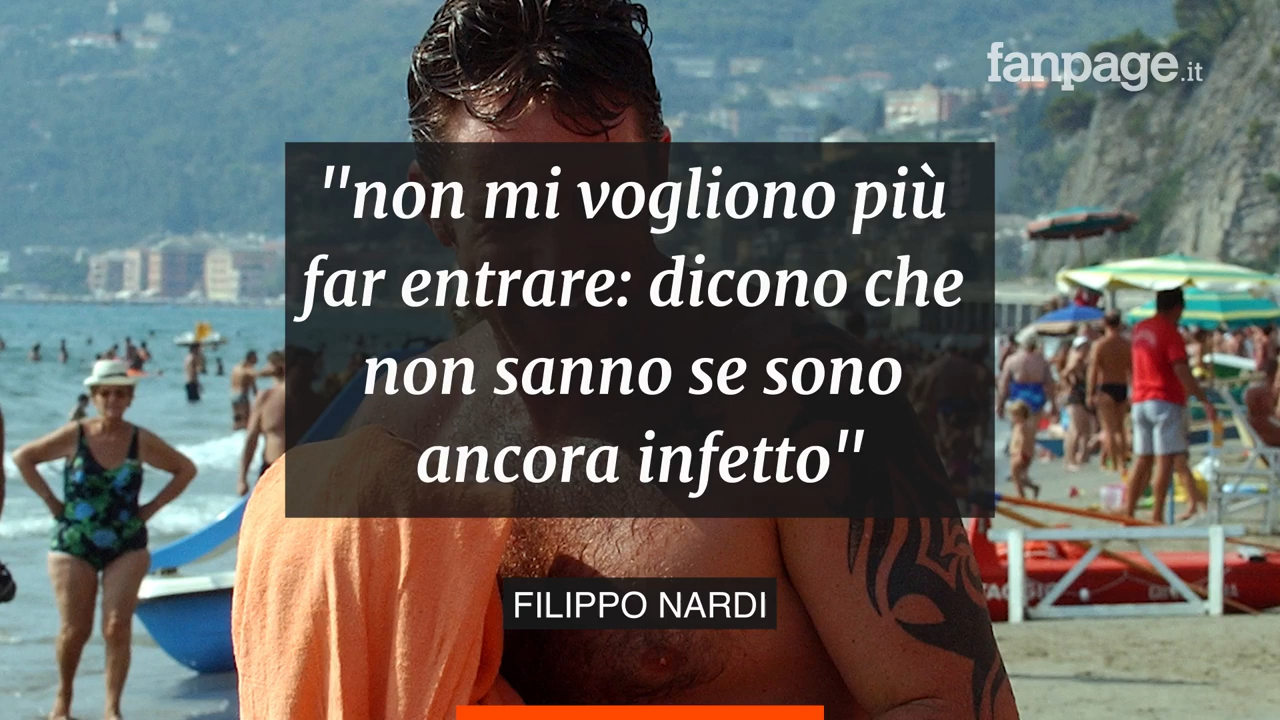 fanpage.it
"non mi vogliono più
far entrare: dicono che
non sanno se sono
ancora infetto"
FILIPPO NARDI